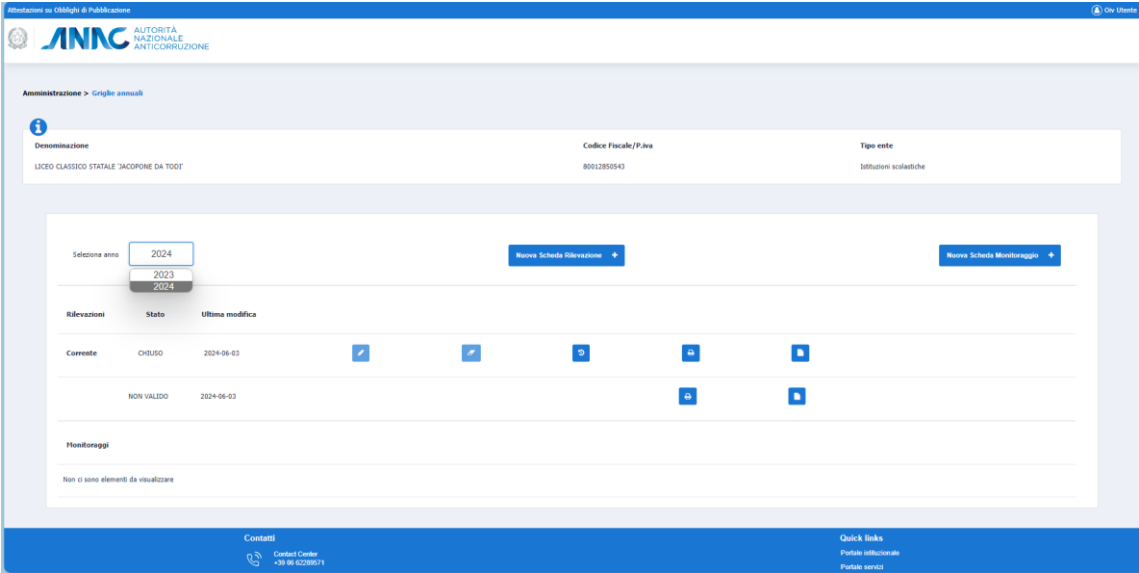 Attestazioni su Obblighi di Pubblicazione
Oiv Utente
ANAC
AUTORITÀ
NAZIONALE
ANTICORRUZIONE
Amministrazione > Griglie annuali
Denominazione Codice Fiscale/P.iva Tipo ente
LICEO CLASSICO STATALE 'JACOPONE DA TODI' 80012850543 Istituzioni scolastiche
Seleziona anno 2024 Nuova Scheda Rilevazione + Nuova Scheda Monitoraggio +
2023
2024
Rilevazioni Stato Ultima modifica
Corrente CHIUSO 2024-06-03
NON VALIDO 2024-06-03
Monitoraggi
Non ci sono elementi da visualizzare
Contatti Quick links
Contact Center Portale istituzionale
+39 06 62289571 Portale servizi